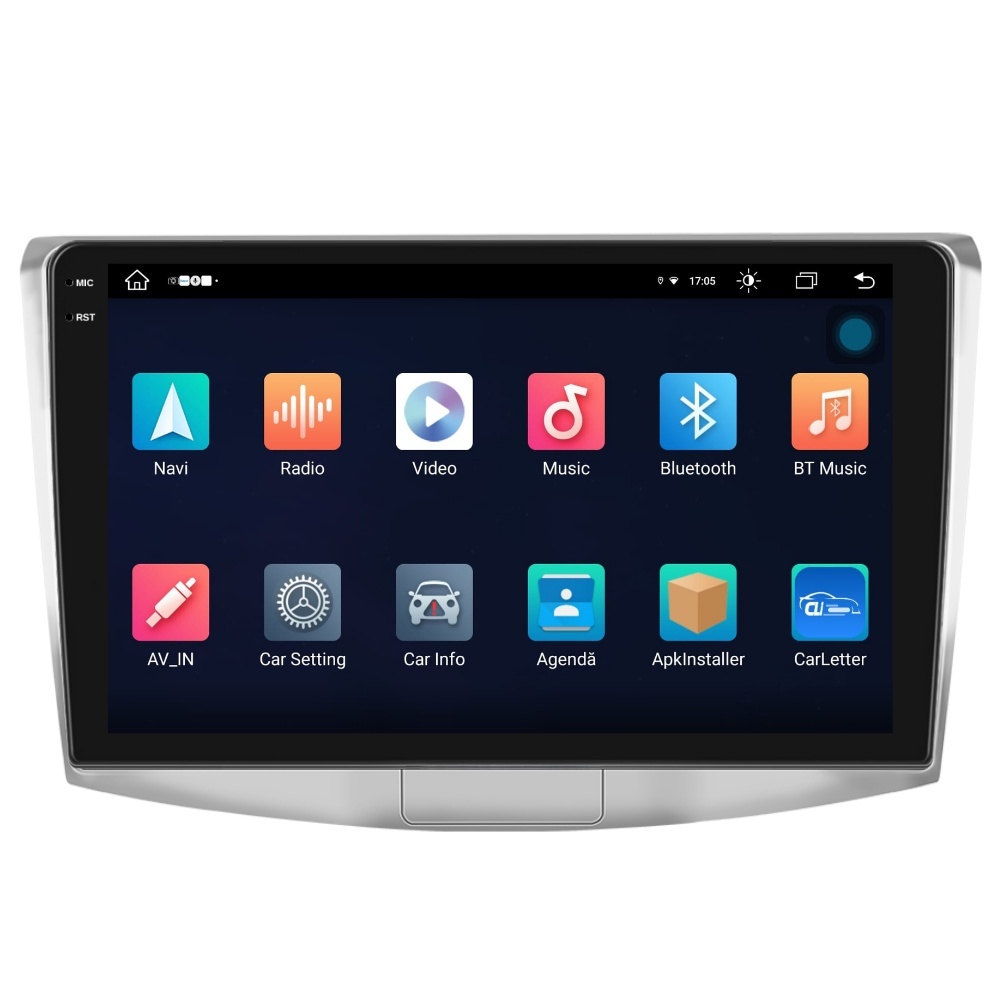 MIC
17:05
RST
Navi
Radio
Video
Music
Bluetooth
BT Music
AV_IN
Car Setting
Car Info
Agendă
ApkInstaller
CarLetter